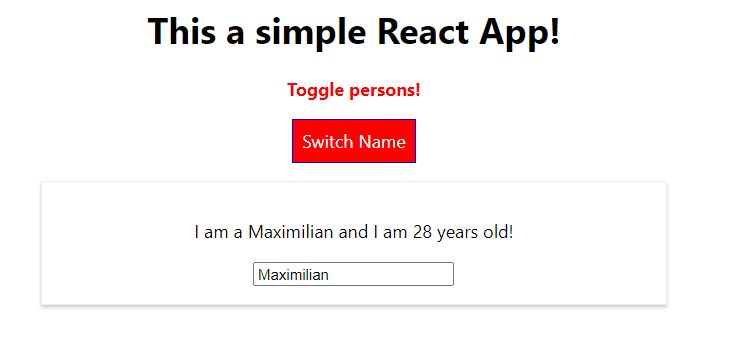 This a simple React App!
Toggle persons!
Switch Name
I am a Maximilian and I am 28 years old!
Maximilian